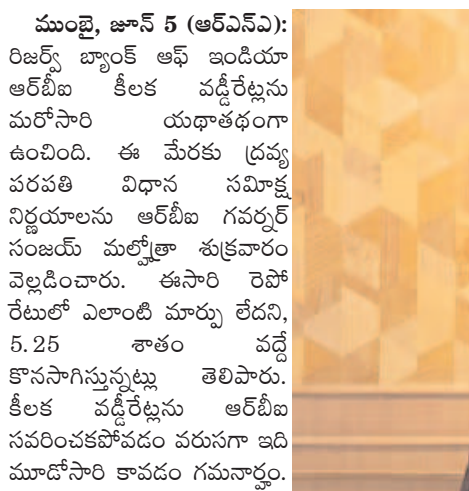 ముంబై, జూన్ 5 (ఆర్ఎన్ఎ):
రిజర్వ్ బ్యాంక్ ఆఫ్ ఇండియా
ఆర్‌బీఐ కీలక వడ్డీరేట్లను
మరోసారి యథాతథంగా
ఉంచింది. ఈ మేరకు ద్రవ్య
పరపతి విధాన సమీక్ష
నిర్ణయాలను ఆర్‌బీఐ గవర్నర్
సంజయ్ మల్హోత్రా శుక్రవారం
వెల్లడించారు. ఈసారి రెపో
రేటులో ఎలాంటి మార్పు లేదని,
5.25 శాతం వద్దే
కొనసాగిస్తున్నట్లు తెలిపారు.
కీలక వడ్డీరేట్లను ఆర్‌బీఐ
సవరించకపోవడం వరుసగా ఇది
మూడోసారి కావడం గమనార్హం.